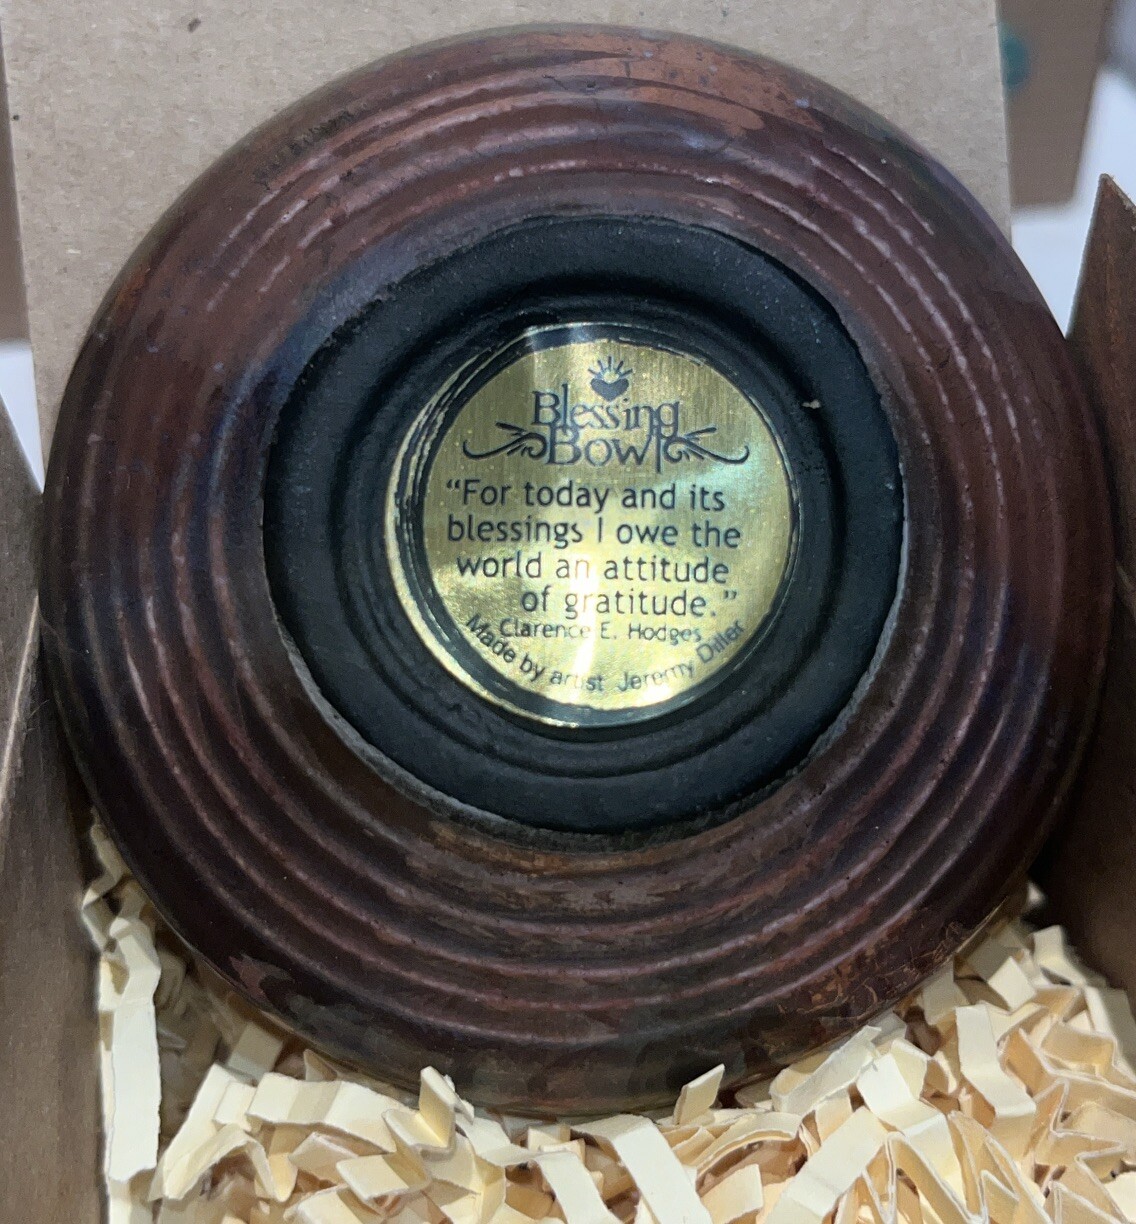 Blessing
Bowl
“For today and its
blessings I owe the
world an attitude
of gratitude.”
Clarence E. Hodges
Made by artist Jeremy Diller